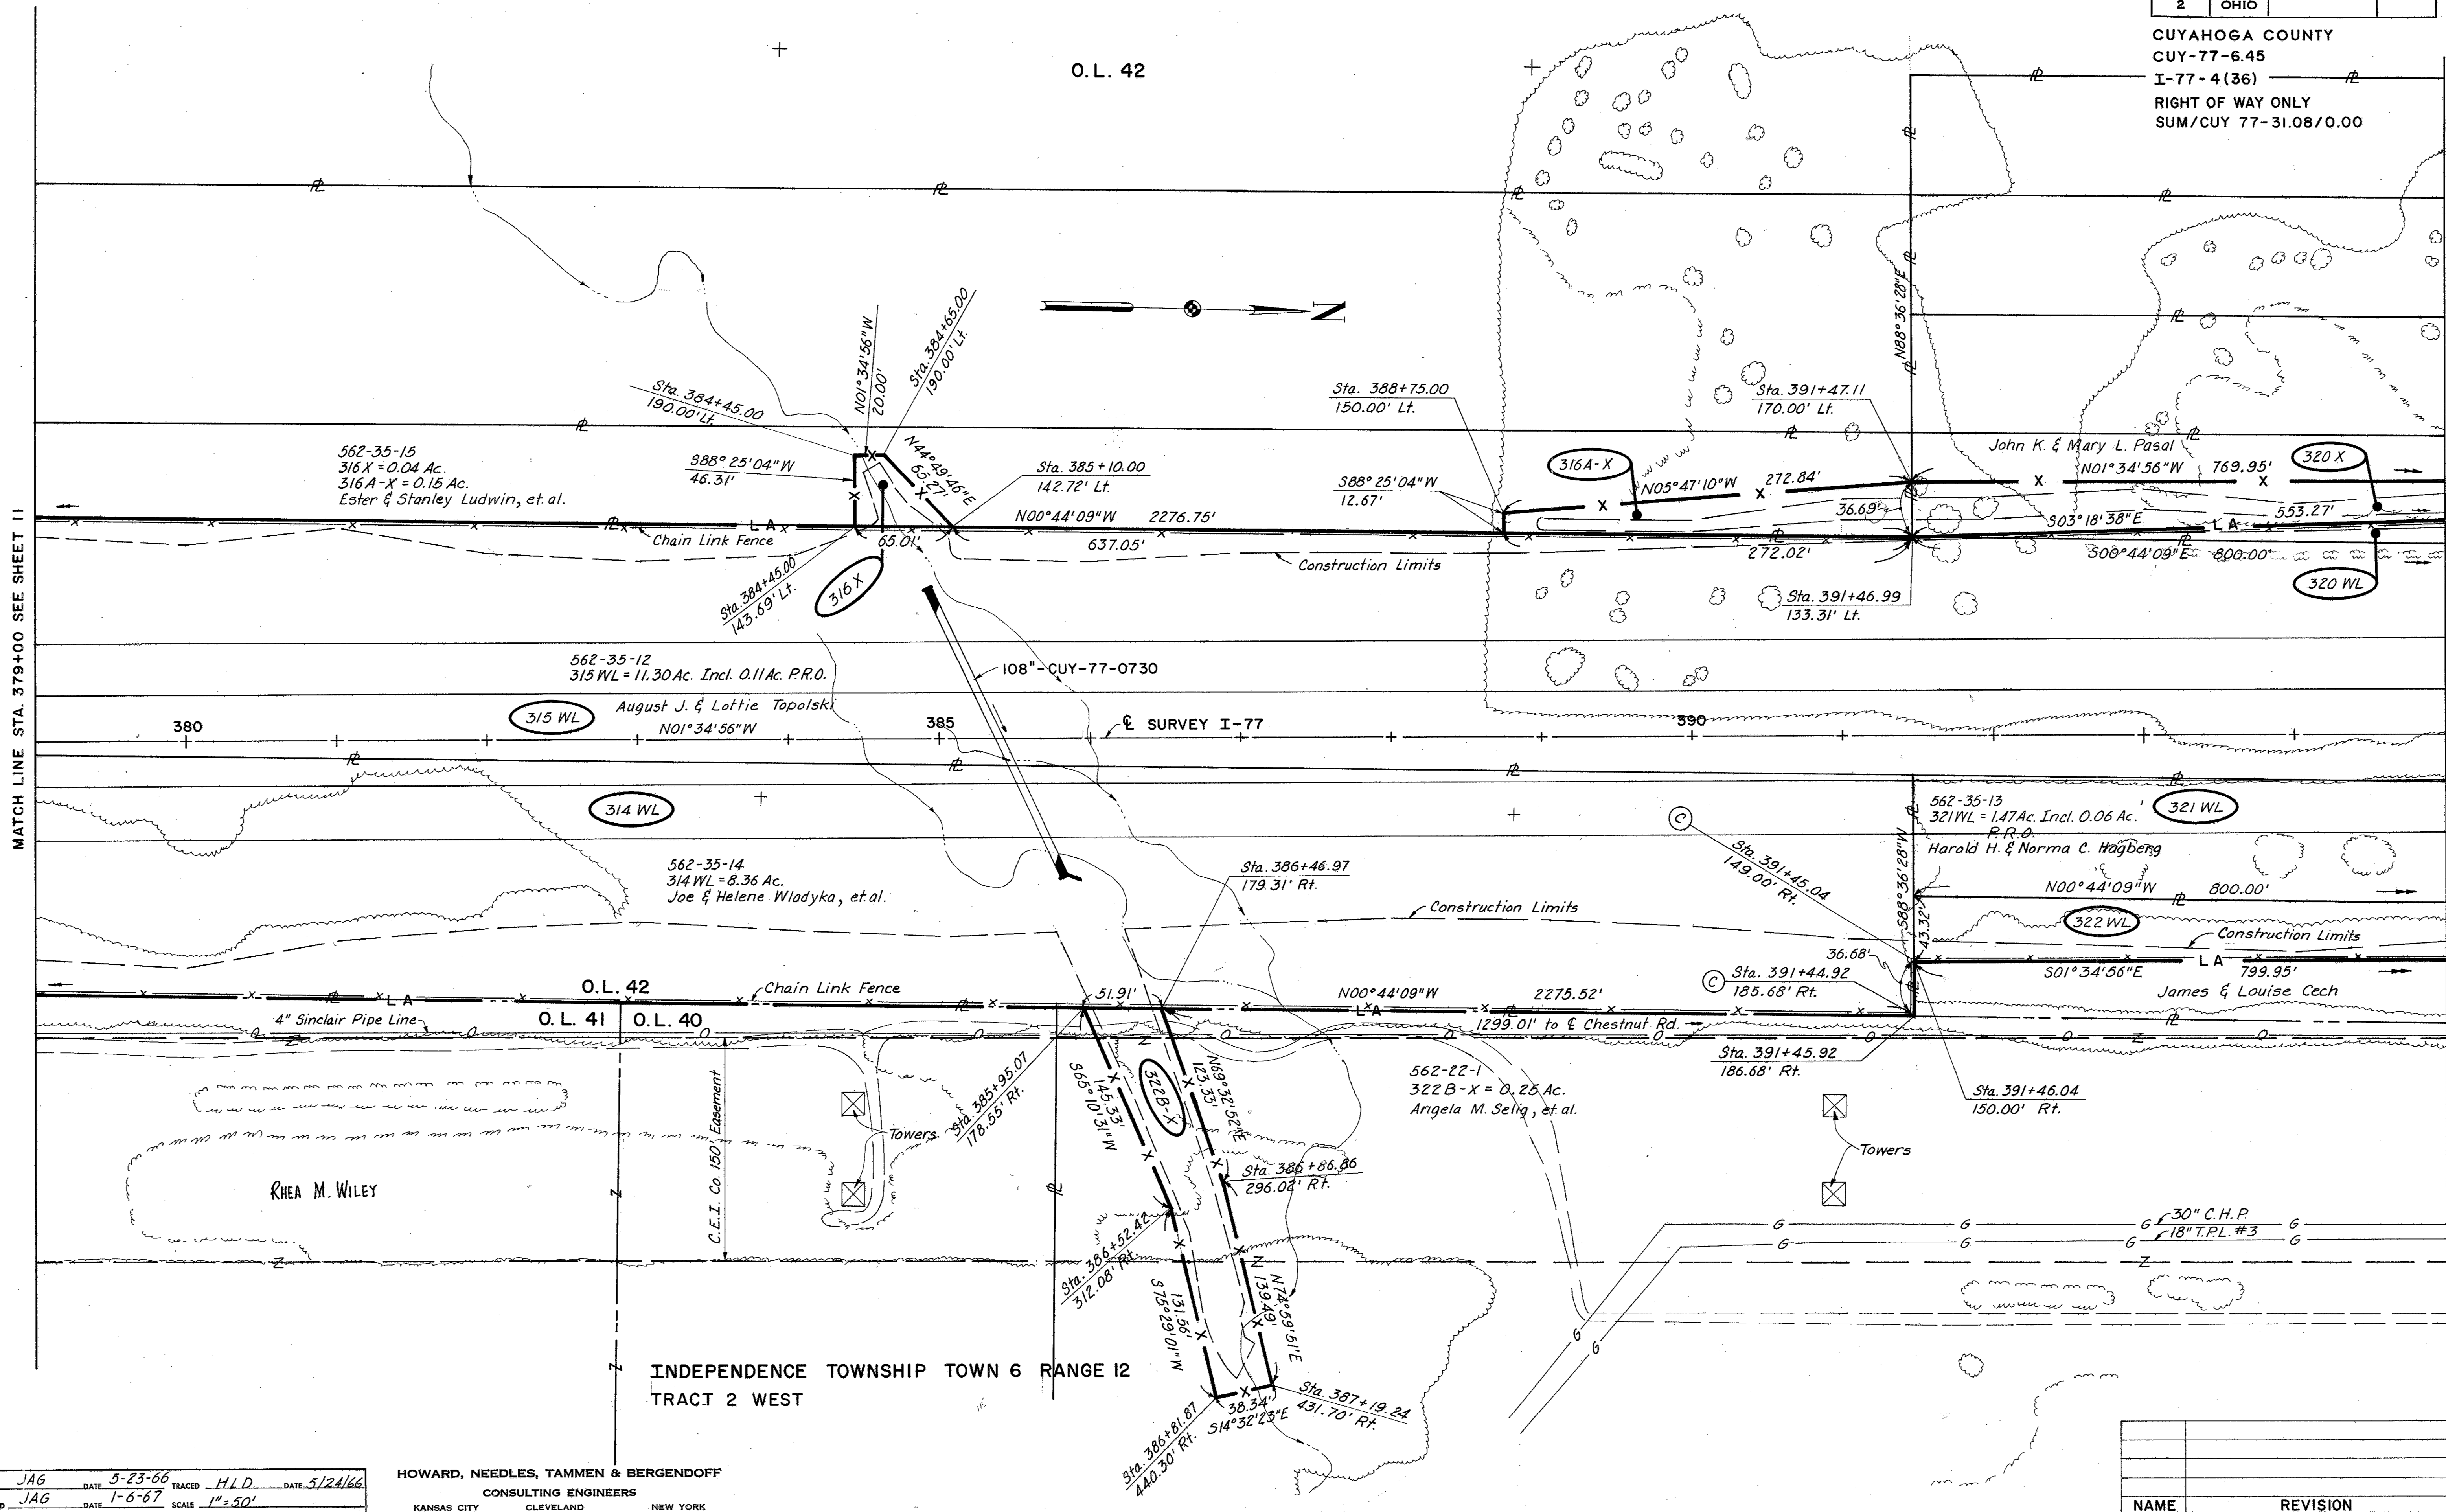 2 OHIO
CUYAHOGA COUNTY
CUY-77-6.45
I-77-4(36)
RIGHT OF WAY ONLY
SUM/CUY 77-31.08/0.00
O.L. 42
MATCH LINE STA. 379+00 SEE SHEET 11
N
N88°36'28"E
N01°34'56"W
20.00'
Sta. 384+65.00
190.00' Lt.
Sta. 384+45.00
190.00' Lt.
562-35-15
316X = 0.04 Ac.
316A-X = 0.15 Ac.
Ester & Stanley Ludwin, et.al.
S88°25'04"W
46.31'
N44°49'46"E
65.27'
Sta. 385+10.00
142.72' Lt.
Sta. 388+75.00
150.00' Lt.
S88°25'04"W
12.67'
316A-X
N05°47'10"W 272.84'
Sta. 391+47.11
170.00' Lt.
John K. & Mary L. Pasal
N01°34'56"W 769.95'
320 X
36.69'
S03°18'38"E L A 553.27'
S00°44'09"E 800.00'
320 WL
L A
Chain Link Fence
65.01'
N00°44'09"W 2276.75'
637.05'
Construction Limits
272.02'
Sta. 391+46.99
133.31' Lt.
Sta. 384+45.00
143.69' Lt.
316 X
562-35-12
315 WL = 11.30 Ac. Incl. 0.11 Ac. P.R.O.
August J. & Lottie Topolski
315 WL
108"-CUY-77-0730
380
N01°34'56"W
385
℄ SURVEY I-77
390
314 WL
562-35-14
314 WL = 8.36 Ac.
Joe & Helene Wladyka, et.al.
Sta. 386+46.97
179.31' Rt.
Construction Limits
C
Sta. 391+45.04
149.00' Rt.
562-35-13
321 WL = 1.47 Ac. Incl. 0.06 Ac.
P.R.O.
Harold H. & Norma C. Hagberg
321 WL
S88°36'28"W
43.32'
N00°44'09"W 800.00'
322 WL
Construction Limits
S01°34'56"E L A 799.95'
James & Louise Cech
36.68'
C Sta. 391+44.92
185.68' Rt.
L A
O.L. 42
Chain Link Fence
51.91'
N00°44'09"W 2275.52'
L A
1299.01' to ℄ Chestnut Rd.
4" Sinclair Pipe Line
O.L. 41 O.L. 40
Sta. 391+45.92
186.68' Rt.
Sta. 391+46.04
150.00' Rt.
C.E.I. Co. 150' Easement
Towers
Sta. 385+95.07
178.55' Rt.
145.33'
S65°10'31"W
322B-X
N69°32'52"E
123.33'
562-22-1
322B-X = 0.25 Ac.
Angela M. Selig, et.al.
Towers
RHEA M. WILEY
Sta. 386+86.86
296.02' Rt.
Sta. 386+52.42
312.08' Rt.
131.56'
S75°29'01"W
N74°59'51"E
139.49'
30" C.H.P.
18" T.P.L. #3
INDEPENDENCE TOWNSHIP TOWN 6 RANGE 12
TRACT 2 WEST
38.34'
S14°32'23"E
Sta. 387+19.24
431.70' Rt.
Sta. 386+81.87
440.30' Rt.
JAG DATE 5-23-66 TRACED HLD DATE 5/24/66
JAG DATE 1-6-67 SCALE 1"=50'
HOWARD, NEEDLES, TAMMEN & BERGENDOFF
CONSULTING ENGINEERS
KANSAS CITY CLEVELAND NEW YORK
NAME REVISION